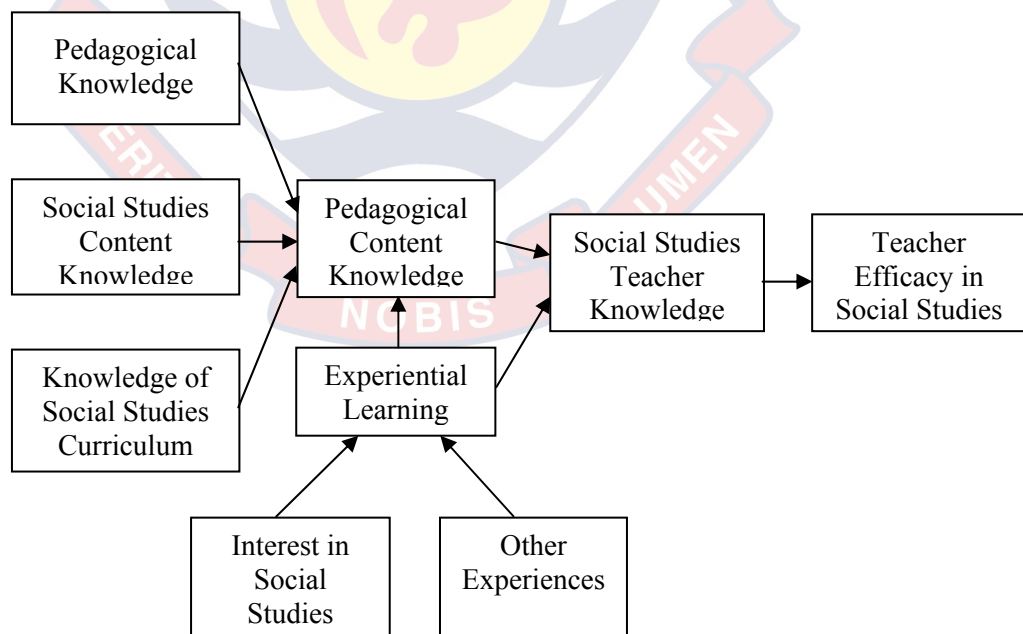 Pedagogical
Knowledge
Social Studies
Content
Knowledge
Knowledge of
Social Studies
Curriculum
Pedagogical
Content
Knowledge
Experiential
Learning
Interest in
Social
Studies
Other
Experiences
Social Studies
Teacher
Knowledge
Teacher
Efficacy in
Social Studies
NOBIS